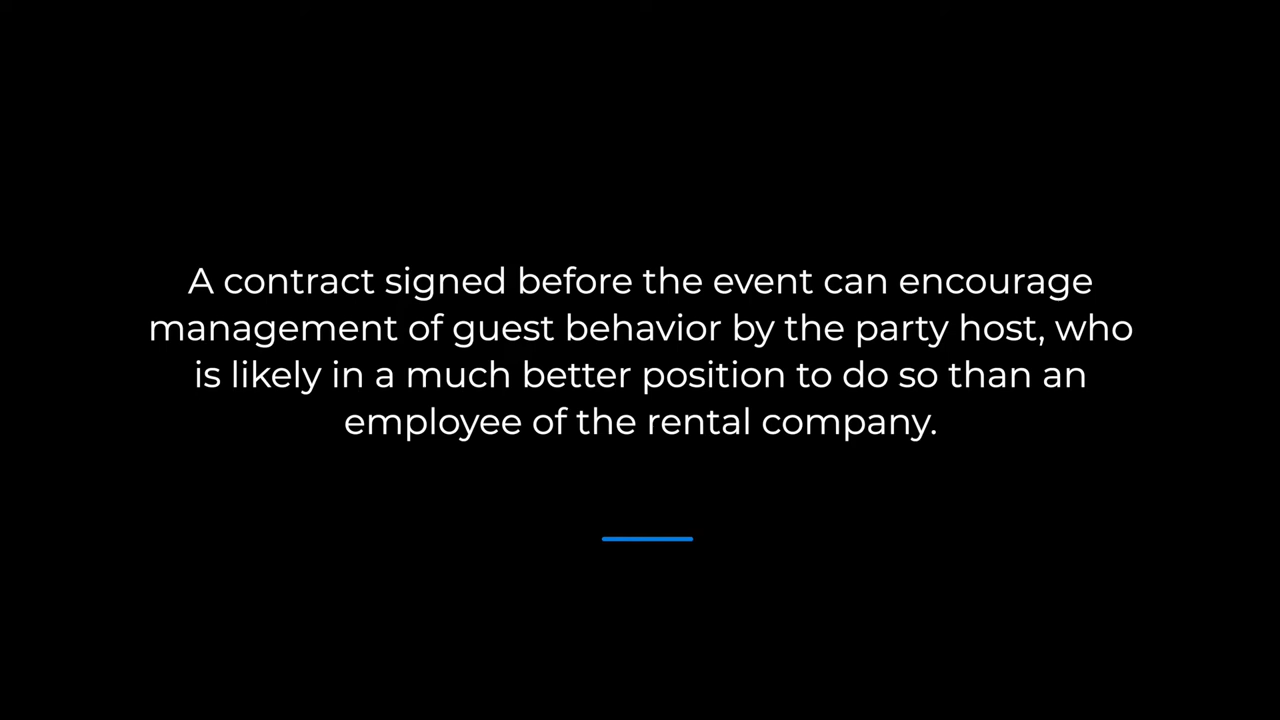 A contract signed before the event can encourage
management of guest behavior by the party host, who
is likely in a much better position to do so than an
employee of the rental company.